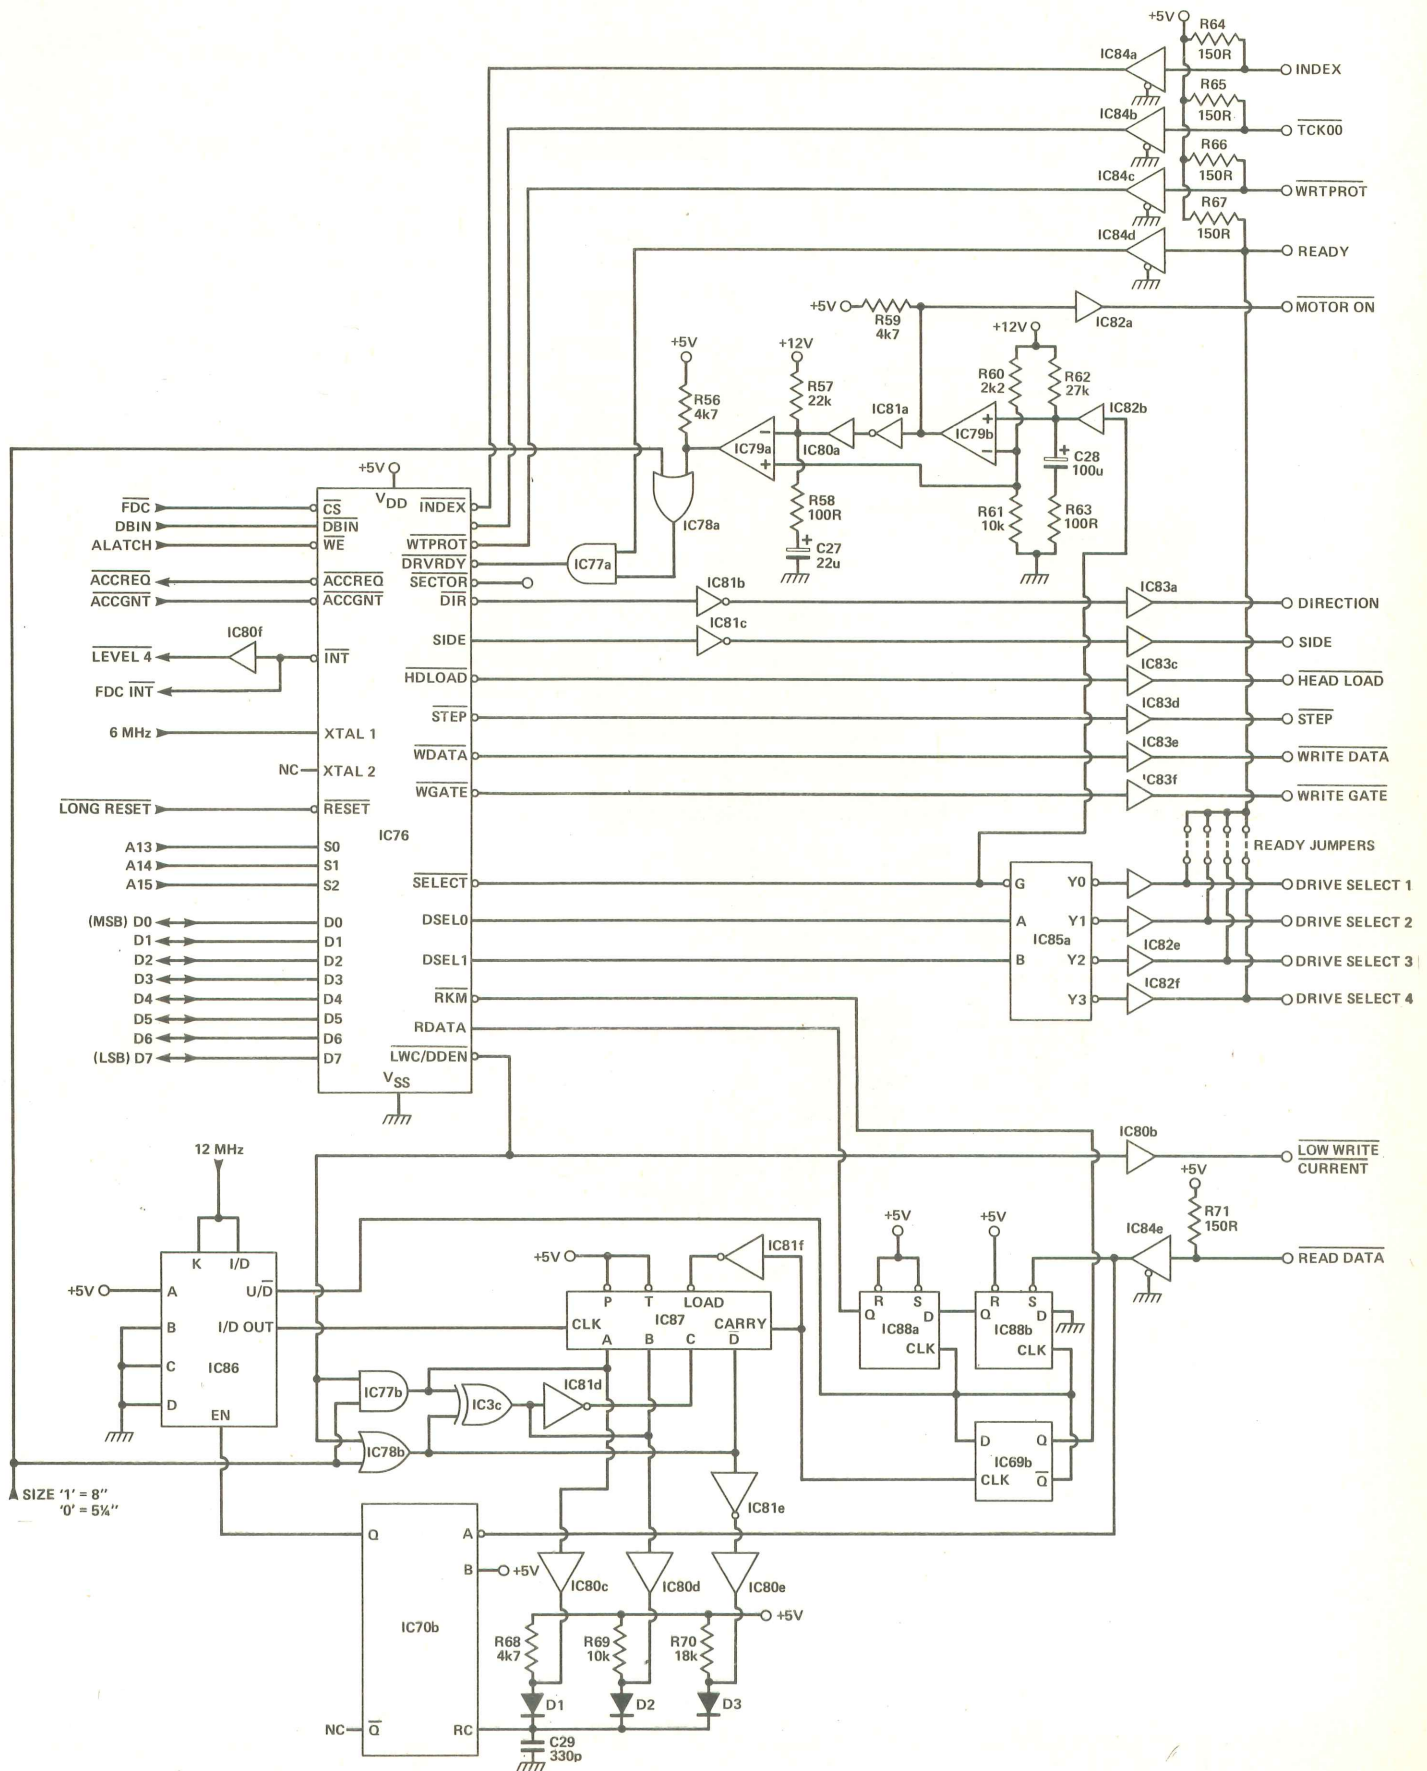 +5V
R64
150R
IC84a
INDEX
R65
150R
IC84b
TCK00
R66
150R
IC84c
WRTPROT
R67
150R
IC84d
READY
+5V
R59
4k7
IC82a
MOTOR ON
+12V
+5V
+12V
R60
2k2
R62
27k
R56
4k7
R57
22k
IC81a
IC82b
IC79a
IC80a
IC79b
+
−
−
+
+
C28
100u
+5V
VDD
R58
100R
R61
10k
R63
100R
IC78a
+
C27
22u
FDC
CS
INDEX
DBIN
DBIN
ALATCH
WE
WTPROT
DRVRDY
IC77a
ACCREQ
ACCREQ
SECTOR
IC81b
IC83a
ACCGNT
ACCGNT
DIR
DIRECTION
IC80f
IC81c
SIDE
SIDE
LEVEL 4
INT
IC83c
HDLOAD
HEAD LOAD
FDC INT
IC83d
STEP
STEP
6 MHz
XTAL 1
IC83e
WDATA
WRITE DATA
NC
XTAL 2
IC83f
WGATE
WRITE GATE
LONG RESET
RESET
IC76
A13
S0
READY JUMPERS
A14
S1
A15
S2
SELECT
G
Y0
DRIVE SELECT 1
(MSB) D0
D0
DSEL0
A
Y1
DRIVE SELECT 2
D1
D1
IC85a
IC82e
D2
D2
DSEL1
B
Y2
DRIVE SELECT 3
D3
D3
IC82f
D4
D4
RKM
Y3
DRIVE SELECT 4
D5
D5
RDATA
D6
D6
(LSB) D7
D7
LWC/DDEN
VSS
12 MHz
IC80b
LOW WRITE
CURRENT
+5V
R71
150R
+5V
+5V
IC84e
IC81f
+5V
READ DATA
K
I/D
+5V
A
U/D
P
T
LOAD
R
S
R
S
B
I/D OUT
CLK
IC87
CARRY
Q
D
Q
D
IC88a
IC88b
A
B
C
D
CLK
CLK
C
IC86
IC77b
IC81d
IC3c
D
EN
IC78b
D
Q
IC69b
CLK
Q
SIZE '1' = 8"
'0' = 5¼"
IC81e
Q
A
B
+5V
IC80c
IC80d
IC80e
IC70b
+5V
R68
4k7
R69
10k
R70
18k
D1
D2
D3
NC
Q
RC
C29
330p